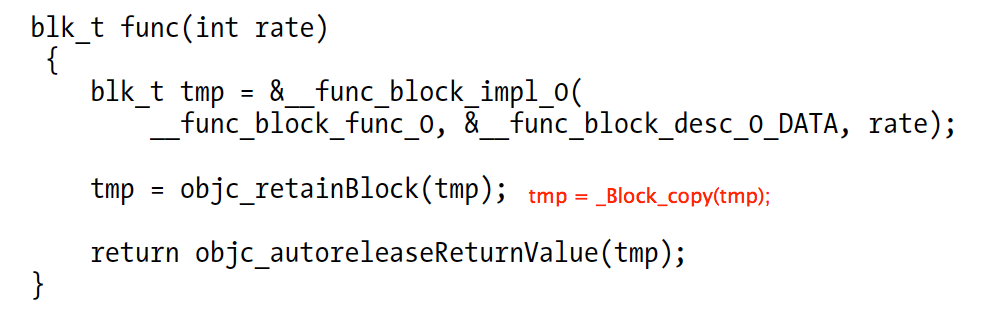 blk_t func(int rate)
{
blk_t tmp = &__func_block_impl_0(
__func_block_func_0, &__func_block_desc_0_DATA, rate);
tmp = objc_retainBlock(tmp); tmp = _Block_copy(tmp);
return objc_autoreleaseReturnValue(tmp);
}